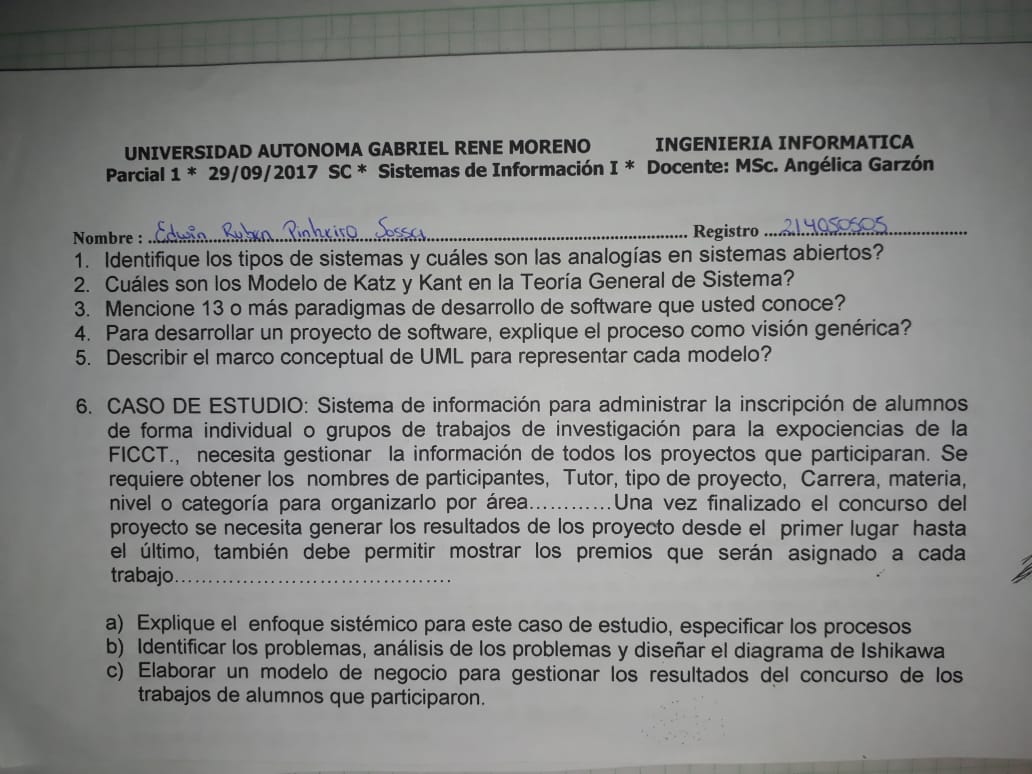 UNIVERSIDAD AUTONOMA GABRIEL RENE MORENO INGENIERIA INFORMATICA
Parcial 1 * 29/09/2017 SC * Sistemas de Información I * Docente: MSc. Angélica Garzón
Nombre : Edwin Ruben Pinheiro Sossa Registro 214050505
1. Identifique los tipos de sistemas y cuáles son las analogías en sistemas abiertos?
2. Cuáles son los Modelo de Katz y Kant en la Teoría General de Sistema?
3. Mencione 13 o más paradigmas de desarrollo de software que usted conoce?
4. Para desarrollar un proyecto de software, explique el proceso como visión genérica?
5. Describir el marco conceptual de UML para representar cada modelo?
6. CASO DE ESTUDIO: Sistema de información para administrar la inscripción de alumnos
de forma individual o grupos de trabajos de investigación para la expociencias de la
FICCT., necesita gestionar la información de todos los proyectos que participaran. Se
requiere obtener los nombres de participantes, Tutor, tipo de proyecto, Carrera, materia,
nivel o categoría para organizarlo por área............Una vez finalizado el concurso del
proyecto se necesita generar los resultados de los proyecto desde el primer lugar hasta
el último, también debe permitir mostrar los premios que serán asignado a cada
trabajo........................................
a) Explique el enfoque sistémico para este caso de estudio, especificar los procesos
b) Identificar los problemas, análisis de los problemas y diseñar el diagrama de Ishikawa
c) Elaborar un modelo de negocio para gestionar los resultados del concurso de los
trabajos de alumnos que participaron.